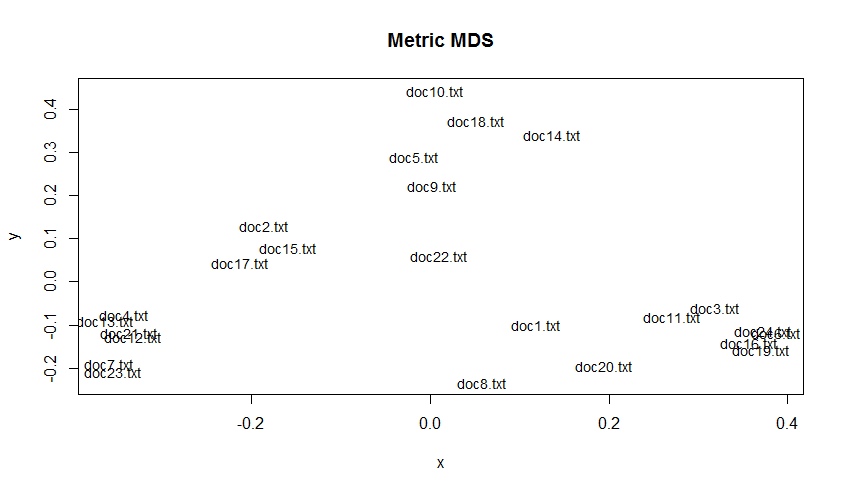 Metric MDS
doc10.txt
doc18.txt
doc14.txt
doc5.txt
doc9.txt
doc2.txt
doc15.txt
doc17.txt
doc22.txt
doc4.txt
doc13.txt
doc21.txt
doc12.txt
doc7.txt
doc23.txt
doc3.txt
doc11.txt
doc1.txt
doc24.txt
doc16.txt
doc19.txt
doc20.txt
doc8.txt
0.4
0.3
0.2
0.1
0.0
-0.1
-0.2
y
-0.2 0.0 0.2 0.4
x